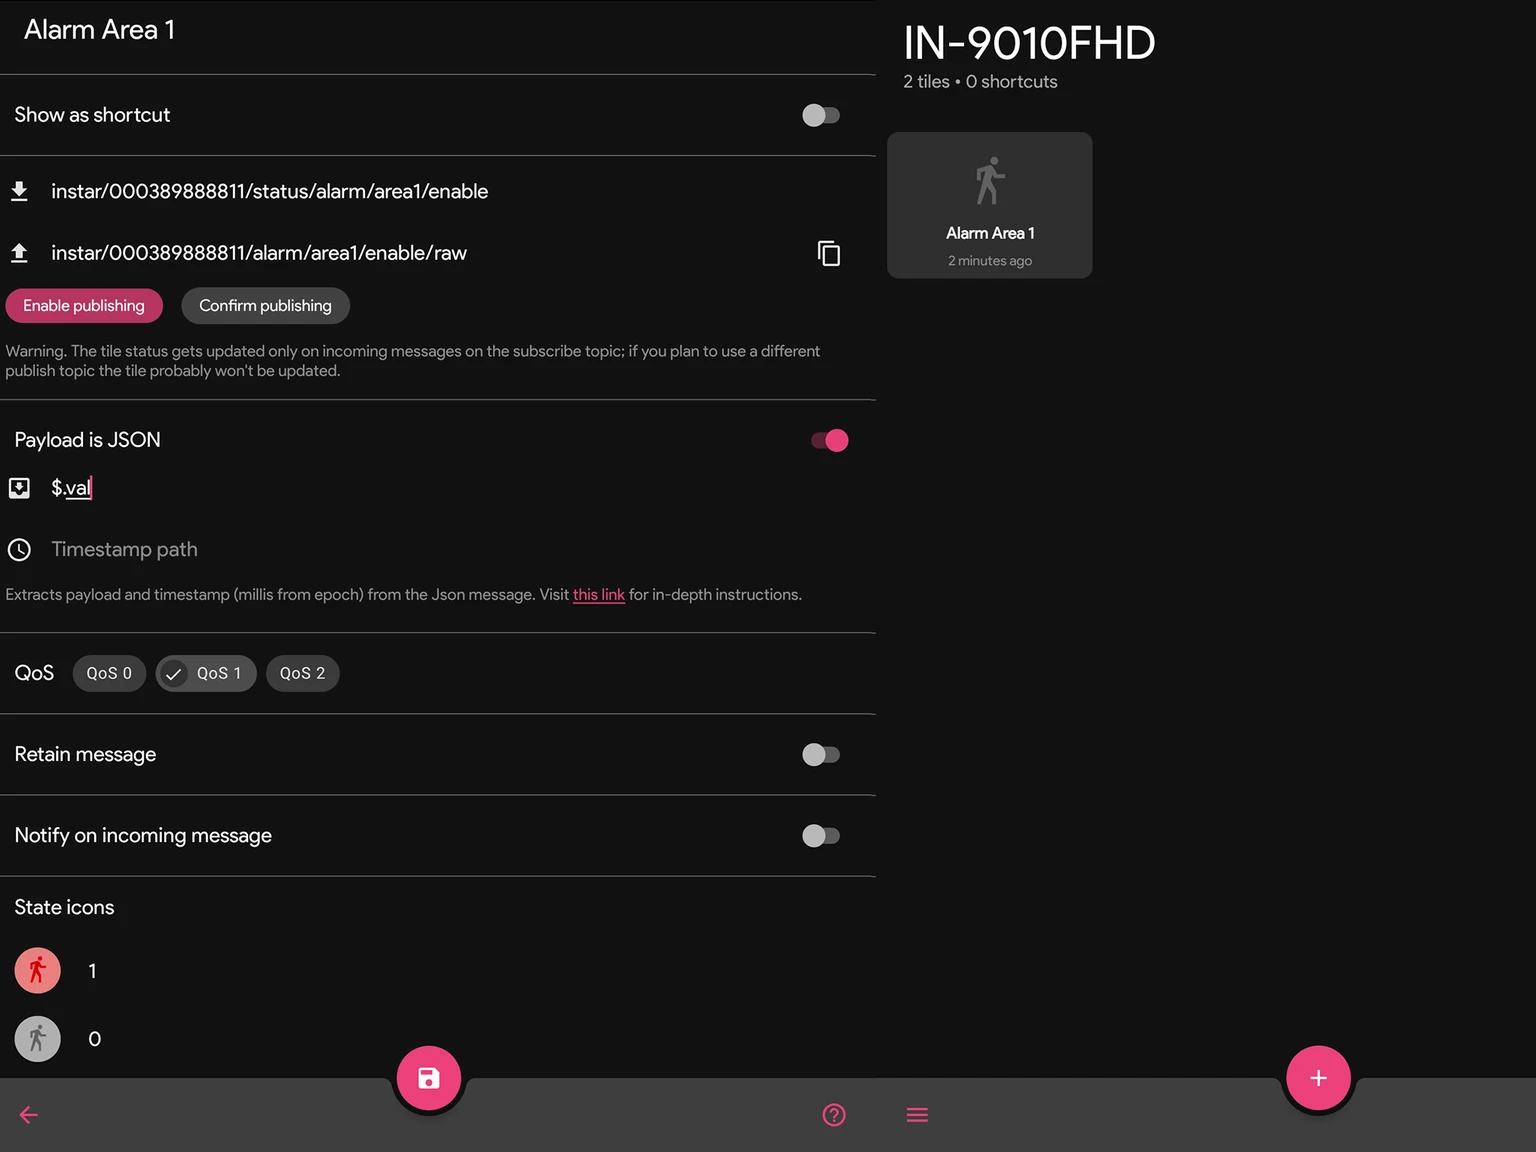 Alarm Area 1
Show as shortcut
instar/000389888811/status/alarm/area1/enable
instar/000389888811/alarm/area1/enable/raw
Enable publishing
Confirm publishing
Warning. The tile status gets updated only on incoming messages on the subscribe topic; if you plan to use a different
publish topic the tile probably won't be updated.
Payload is JSON
$.val
Timestamp path
Extracts payload and timestamp (millis from epoch) from the Json message. Visit this link for in-depth instructions.
QoS QoS 0 QoS 1 QoS 2
Retain message
Notify on incoming message
State icons
1
0
IN-9010FHD
2 tiles • 0 shortcuts
Alarm Area 1
2 minutes ago